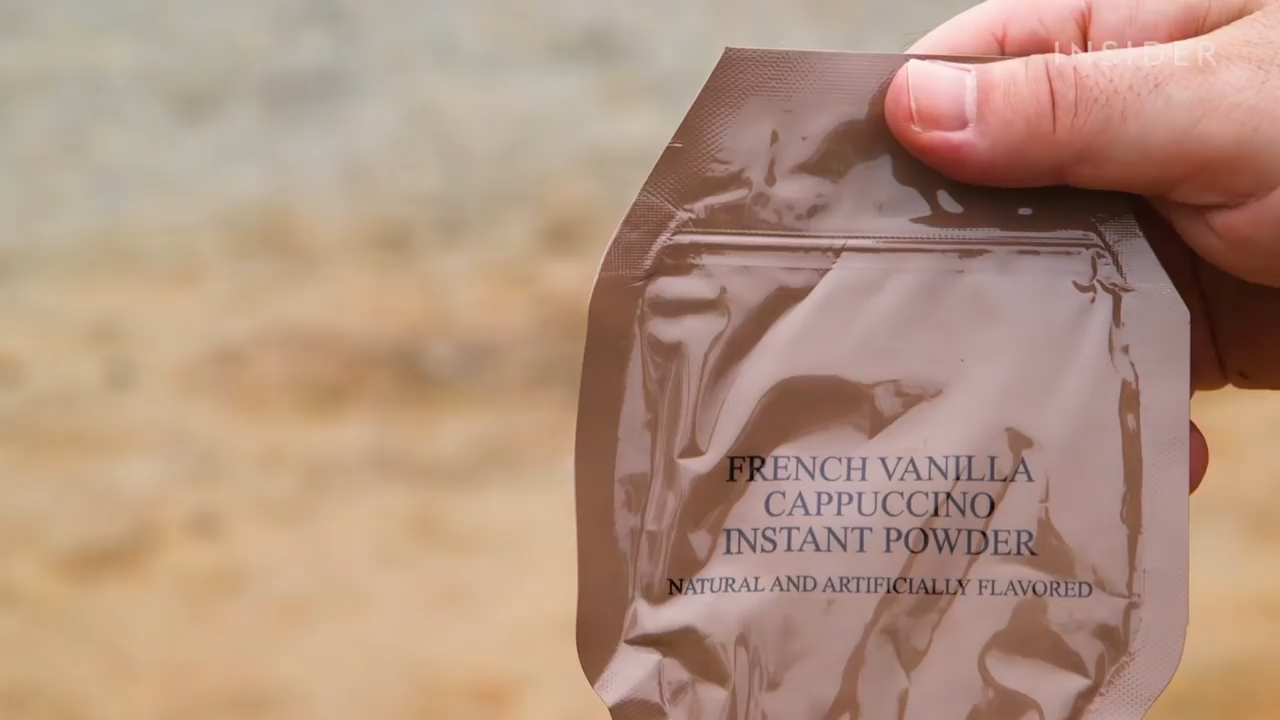 INSIDER
FRENCH VANILLA
CAPPUCCINO
INSTANT POWDER
NATURAL AND ARTIFICIALLY FLAVORED